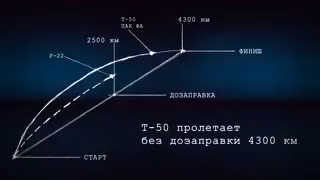 Т-50
ПАК ФА
4300 км
2500 км
F-22
ФИНИШ
ДОЗАПРАВКА
Т-50 пролетает
без дозаправки 4300 км
СТАРТ